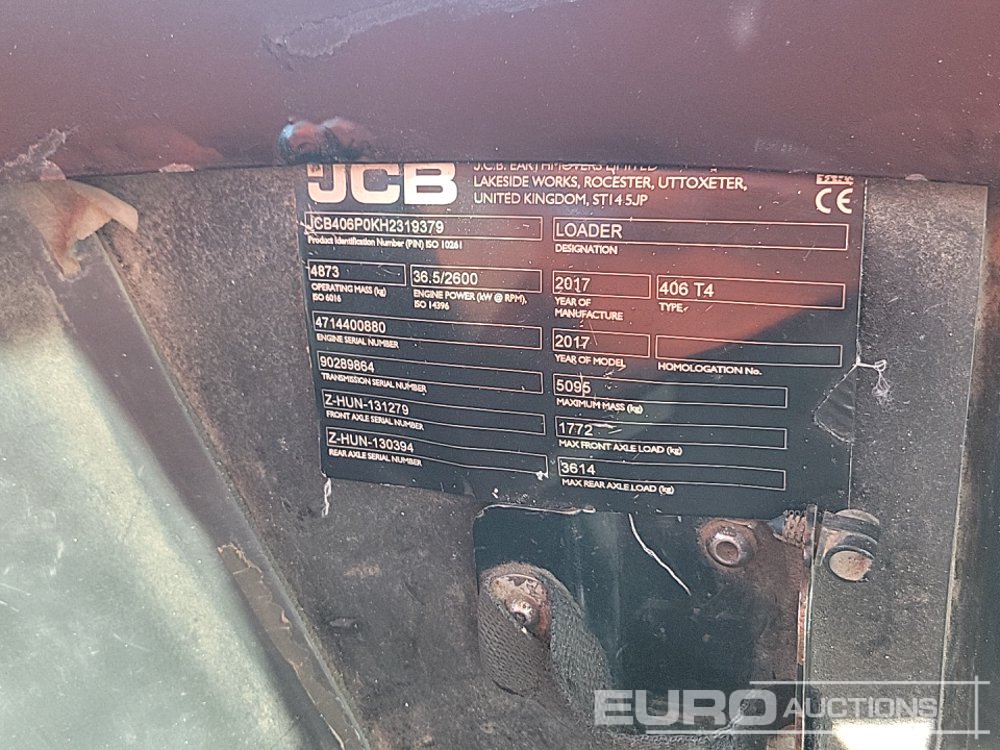 JCB
J.C.B. EARTHMOVERS LIMITED
LAKESIDE WORKS, ROCESTER, UTTOXETER,
UNITED KINGDOM, ST14 5JP
CE
JCB406P0KH2319379
Product Identification Number (PIN) ISO 10261
LOADER
DESIGNATION
4873
OPERATING MASS (kg)
ISO 6016
36.5/2600
ENGINE POWER (kW @ RPM),
ISO 14396
2017
YEAR OF
MANUFACTURE
406 T4
TYPE
4714400880
ENGINE SERIAL NUMBER
2017
YEAR OF MODEL
HOMOLOGATION No.
90289864
TRANSMISSION SERIAL NUMBER
5095
MAXIMUM MASS (kg)
Z-HUN-131279
FRONT AXLE SERIAL NUMBER
1772
MAX FRONT AXLE LOAD (kg)
Z-HUN-130394
REAR AXLE SERIAL NUMBER
3614
MAX REAR AXLE LOAD (kg)
EURO AUCTIONS